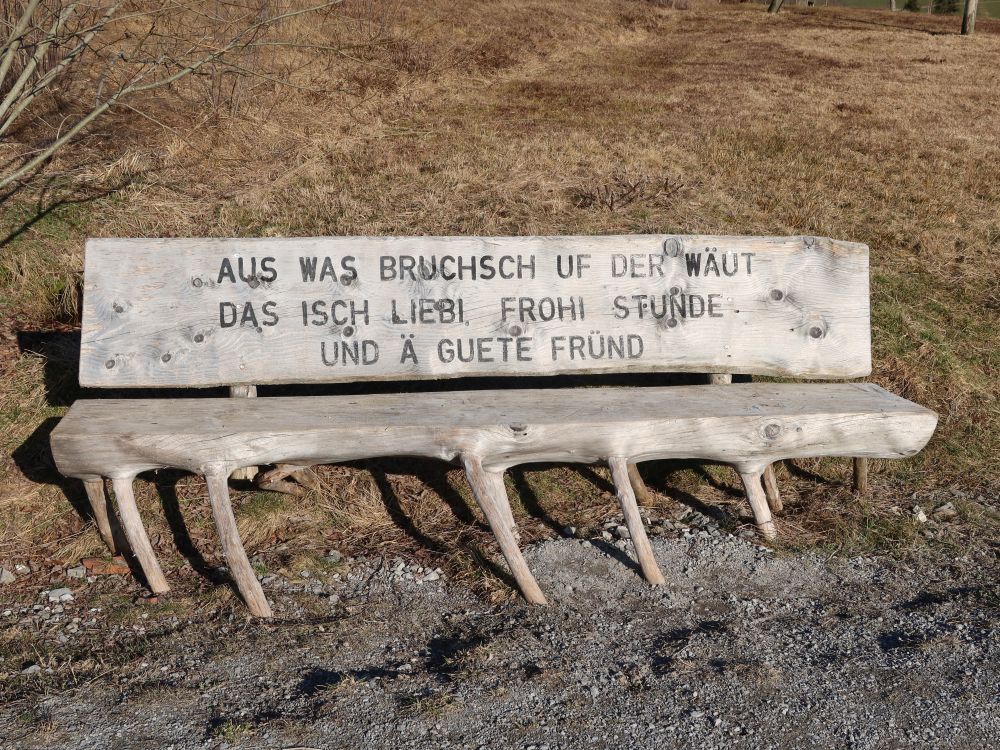 AUS WAS BRUCHSCH UF DER WÄUT
DAS ISCH LIEBI, FROHI STUNDE
UND Ä GUETE FRÜND